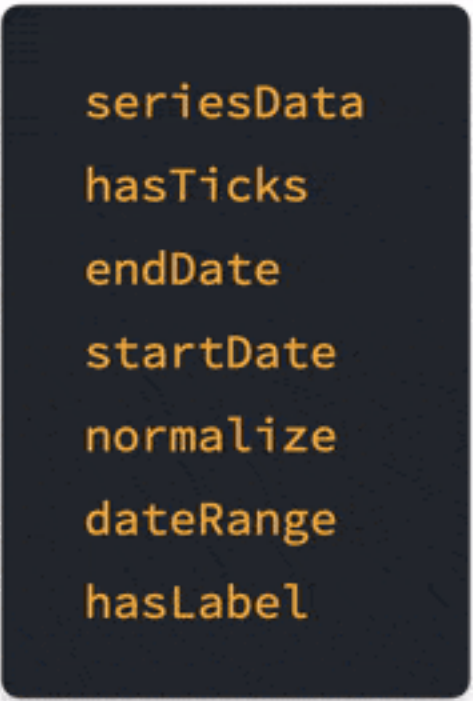 seriesData
hasTicks
endDate
startDate
normalize
dateRange
hasLabel